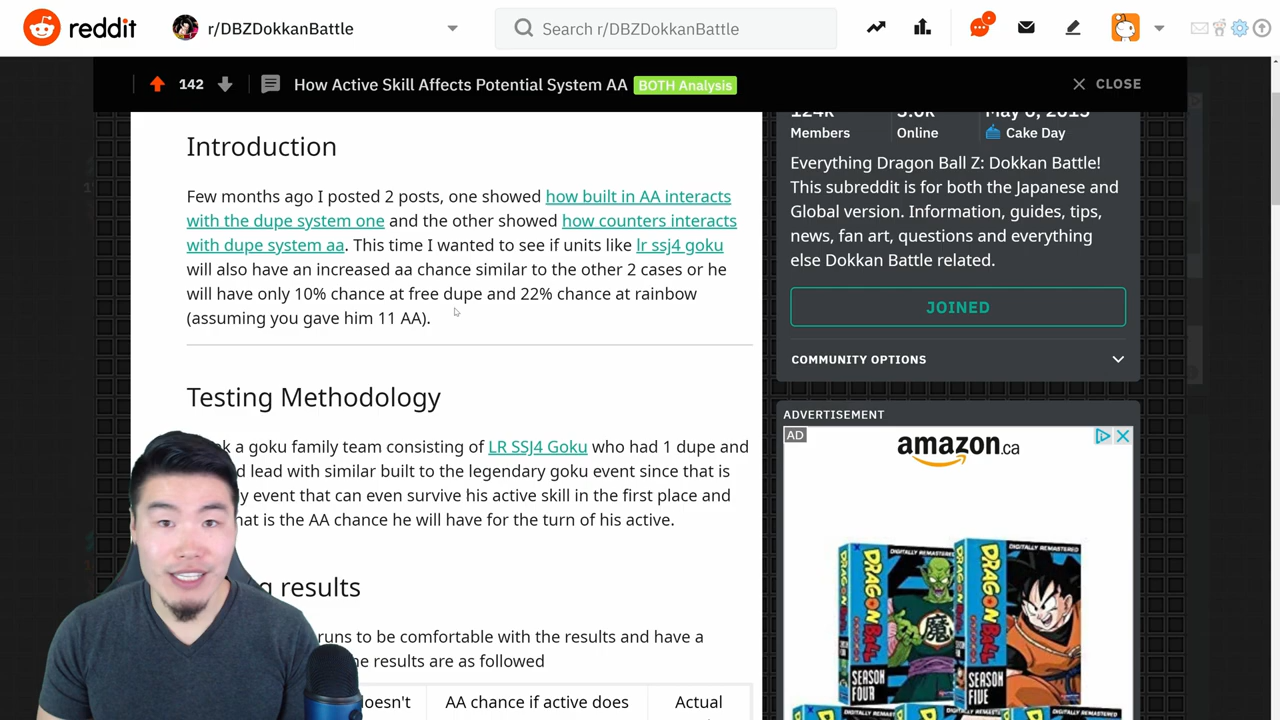 reddit
r/DBZDokkanBattle
Search r/DBZDokkanBattle
142
How Active Skill Affects Potential System AA
BOTH Analysis
CLOSE
Introduction
Few months ago I posted 2 posts, one showed how built in AA interacts
with the dupe system one and the other showed how counters interacts
with dupe system aa. This time I wanted to see if units like lr ssj4 goku
will also have an increased aa chance similar to the other 2 cases or he
will have only 10% chance at free dupe and 22% chance at rainbow
(assuming you gave him 11 AA).
Testing Methodology
k a goku family team consisting of LR SSJ4 Goku who had 1 dupe and
d lead with similar built to the legendary goku event since that is
y event that can even survive his active skill in the first place and
hat is the AA chance he will have for the turn of his active.
g results
runs to be comfortable with the results and have a
e results are as followed
doesn't
AA chance if active does
Actual
Members
Online
Cake Day
Everything Dragon Ball Z: Dokkan Battle!
This subreddit is for both the Japanese and
Global version. Information, guides, tips,
news, fan art, questions and everything
else Dokkan Battle related.
JOINED
COMMUNITY OPTIONS
ADVERTISEMENT
AD
amazon.ca
DIGITALLY REMASTERED
DRAGON BALL
SEASON FOUR
DIGITALLY REMASTERED
DRAGON BALL
SEASON FIVE